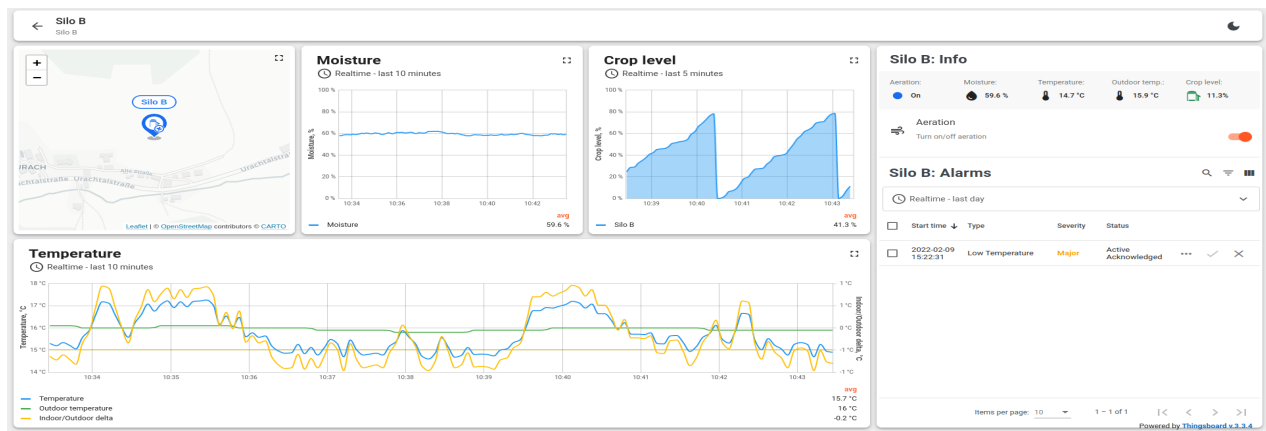 Silo B
Silo B
+
−
Silo B
URACH
Alte Straße
Urachtalstraße Urachtalstraße
Urachtalstra
Leaflet | © OpenStreetMap contributors © CARTO
Moisture
Realtime - last 10 minutes
100 %
80 %
60 %
40 %
20 %
0 %
Moisture, %
10:34 10:36 10:38 10:40 10:42
avg
Moisture 59.6 %
Crop level
Realtime - last 5 minutes
100 %
80 %
60 %
40 %
20 %
0 %
Crop level, %
10:39 10:40 10:41 10:42 10:43
avg
Silo B 41.3 %
Silo B: Info
Aeration: Moisture: Temperature: Outdoor temp.: Crop level:
On 59.6 % 14.7 °C 15.9 °C 11.3%
Aeration
Turn on/off aeration
Silo B: Alarms
Realtime - last day
Start time Type Severity Status
2022-02-09 15:22:31 Low Temperature Major Active Acknowledged
Items per page: 10 1 – 1 of 1
Powered by Thingsboard v.3.3.4
Temperature
Realtime - last 10 minutes
18 °C
17 °C
16 °C
15 °C
14 °C
Temperature, °C
1 °C
1 °C
0 °C
-1 °C
-1 °C
Indoor/Outdoor delta, °C
10:34 10:35 10:36 10:37 10:38 10:39 10:40 10:41 10:42 10:43
avg
Temperature 15.7 °C
Outdoor temperature 16 °C
Indoor/Outdoor delta -0.2 °C